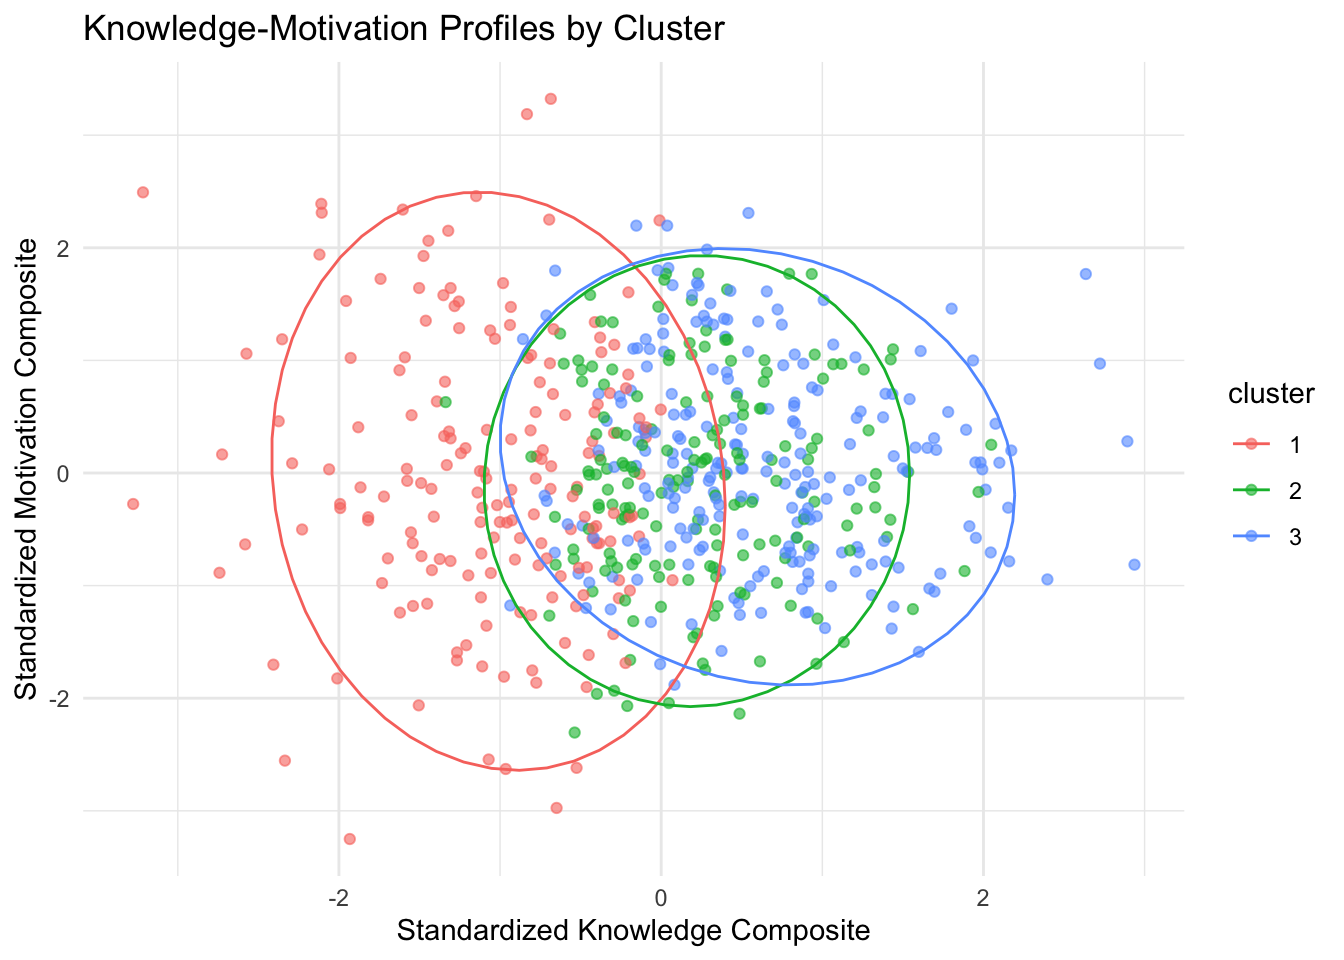 Knowledge-Motivation Profiles by Cluster
Standardized Motivation Composite
2
0
-2
-2
0
2
Standardized Knowledge Composite
cluster
1
2
3